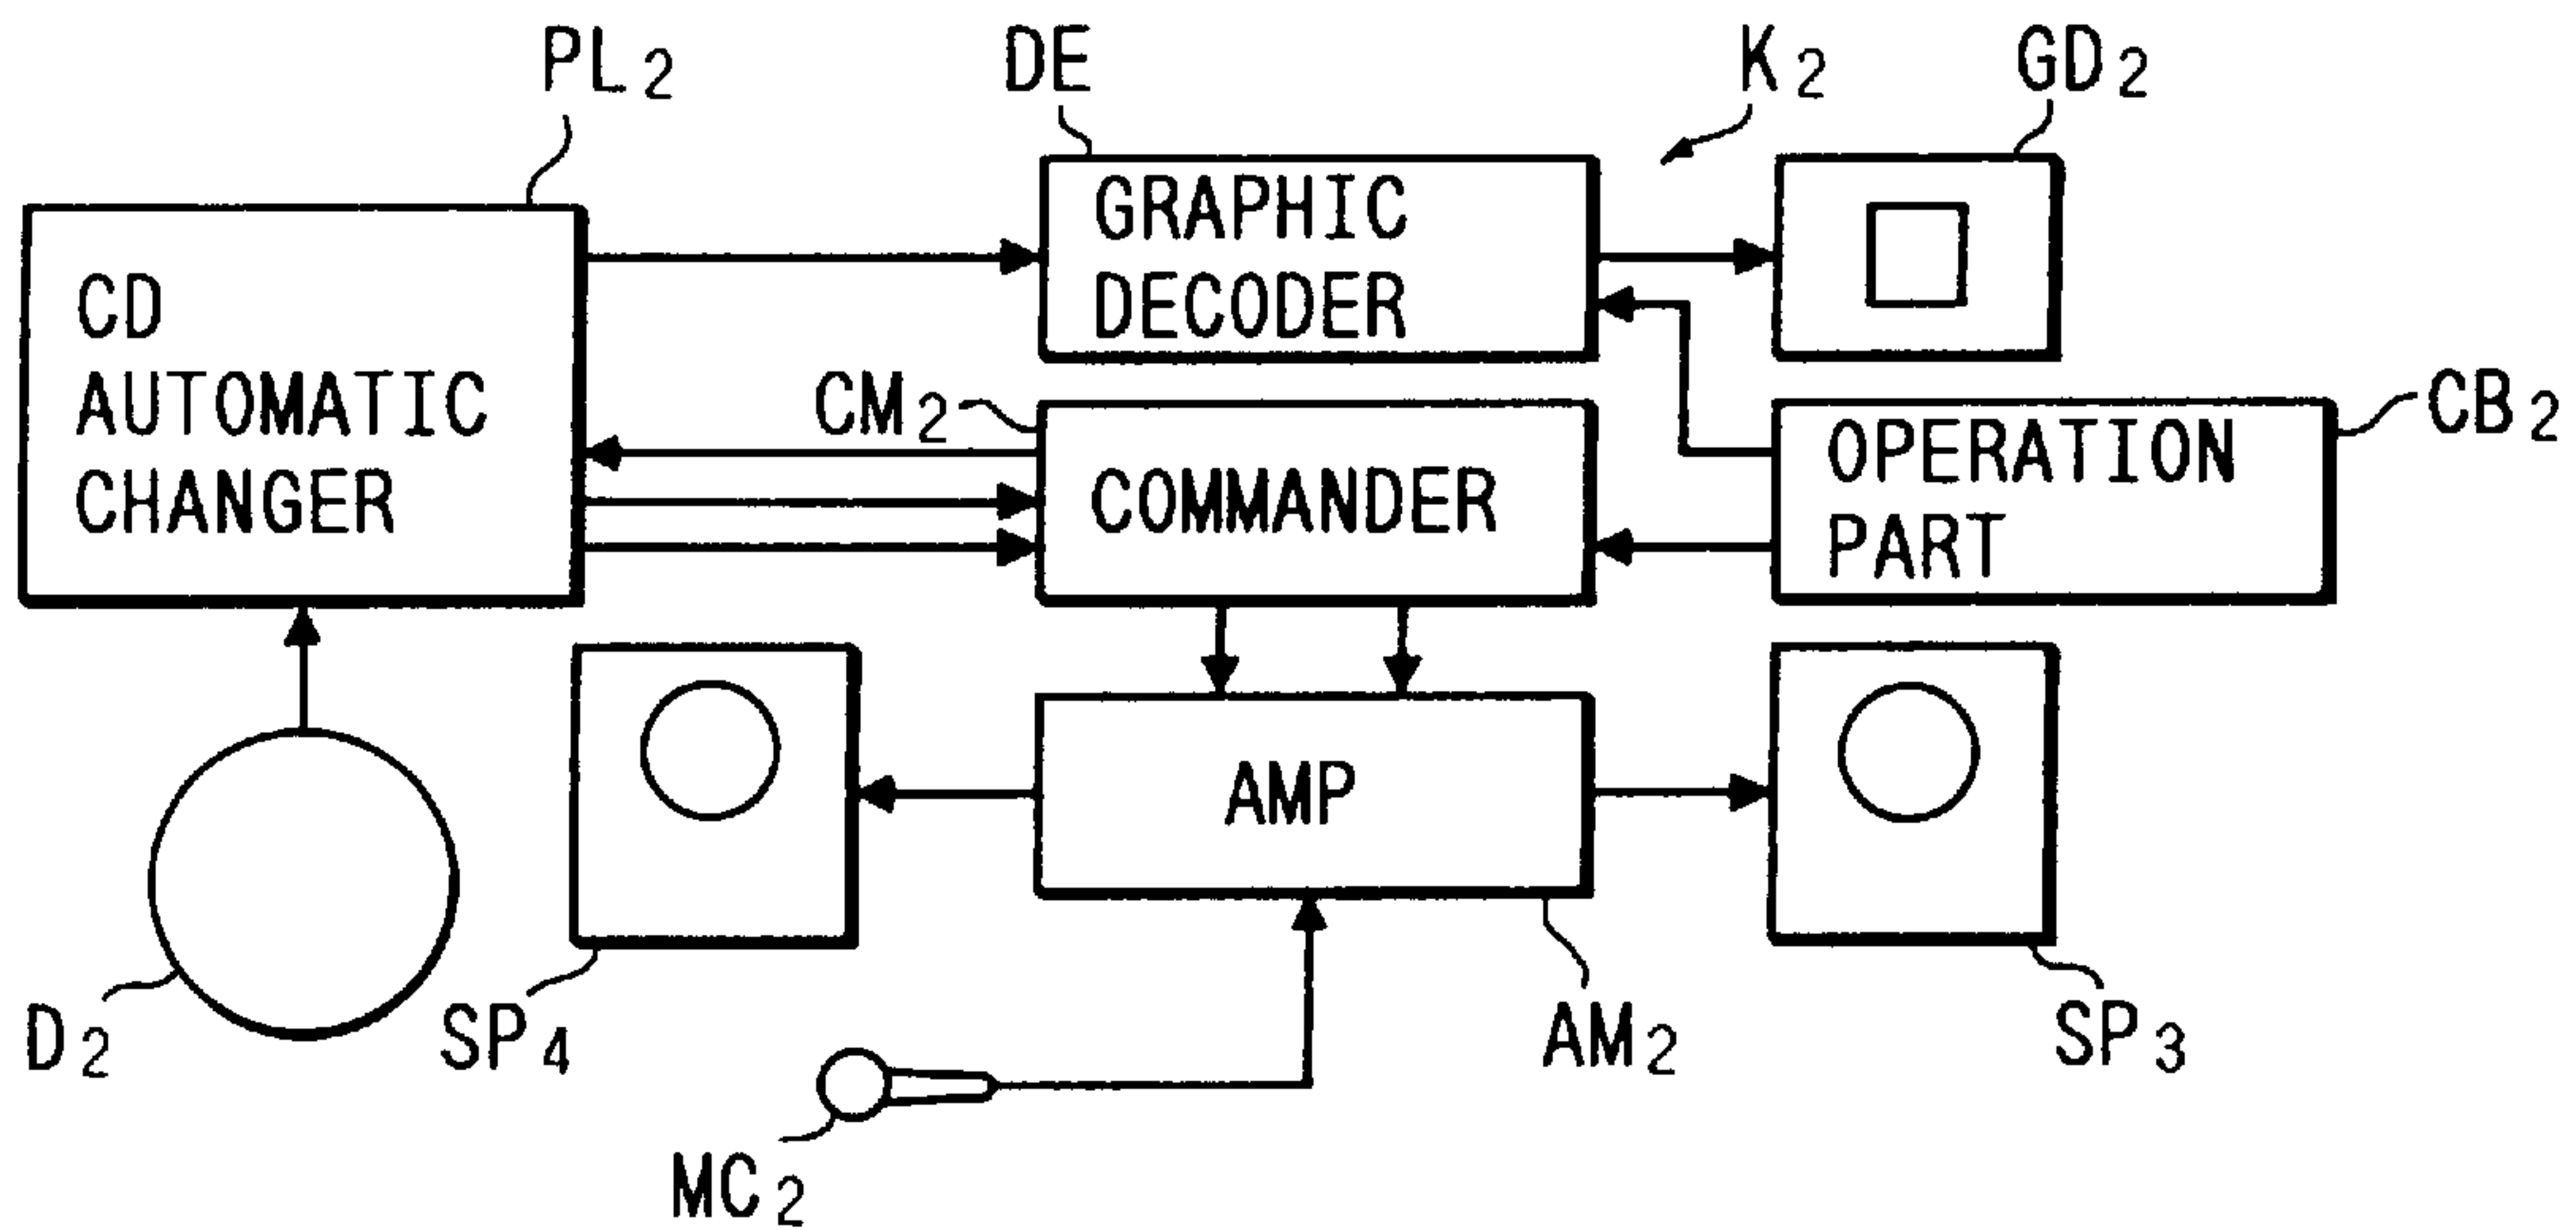 PL2
DE
K2
GD2
GRAPHIC
DECODER
CD
AUTOMATIC
CHANGER
CM2
COMMANDER
OPERATION
PART
CB2
AMP
D2
SP4
AM2
SP3
MC2